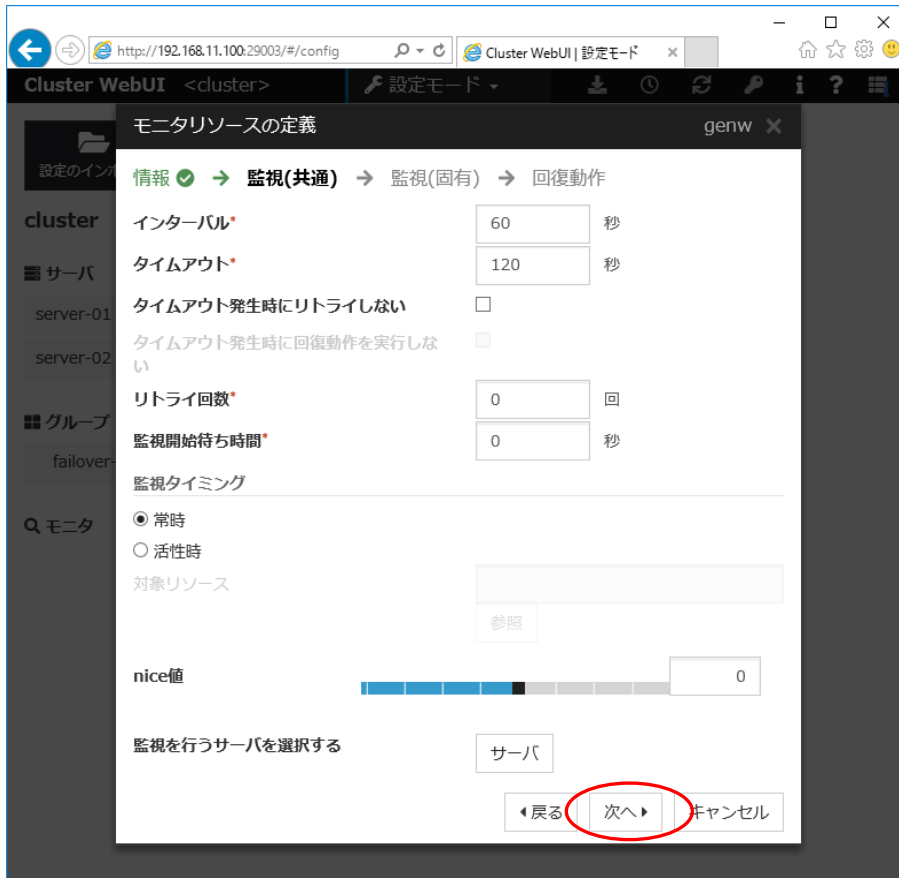 http://192.168.11.100:29003/#/config
Cluster WebUI | 設定モード
Cluster WebUI <cluster> 設定モード
設定のインポ
モニタリソースの定義 genw
情報 → 監視(共通) → 監視(固有) → 回復動作
cluster
サーバ
server-01
server-02
グループ
failover-
モニタ
インターバル* 60 秒
タイムアウト* 120 秒
タイムアウト発生時にリトライしない
タイムアウト発生時に回復動作を実行しな
い
リトライ回数* 0 回
監視開始待ち時間* 0 秒
監視タイミング
常時
活性時
対象リソース
参照
nice値 0
監視を行うサーバを選択する サーバ
戻る 次へ キャンセル